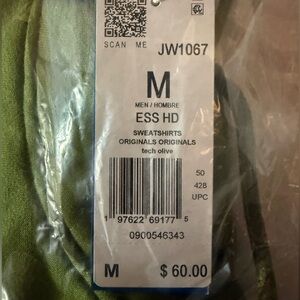 SCAN ME
JW1067
M
MEN / HOMBRE
ESS HD
SWEATSHIRTS
ORIGINALS ORIGINALS
tech olive
50
428
UPC
1 97622 69177 5
0900546343
M $ 60.00